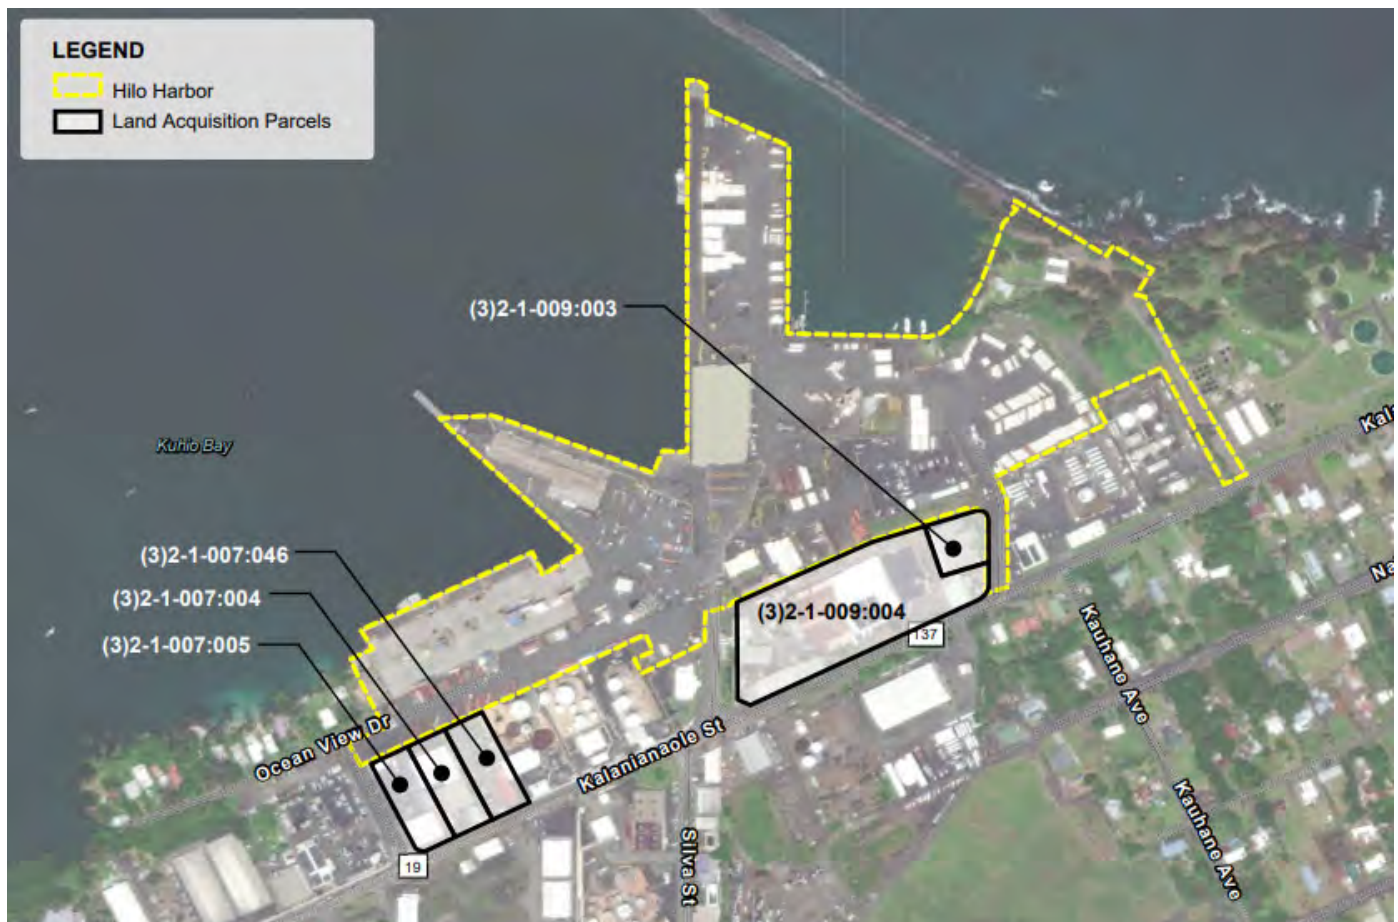 LEGEND
Hilo Harbor
Land Acquisition Parcels
(3)2-1-009:003
Kuhio Bay
(3)2-1-007:046
(3)2-1-007:004
(3)2-1-007:005
(3)2-1-009:004
137
Ocean View Dr
Kalanianaole St
19
Silva St
Kauhane Ave
Kauhane Ave